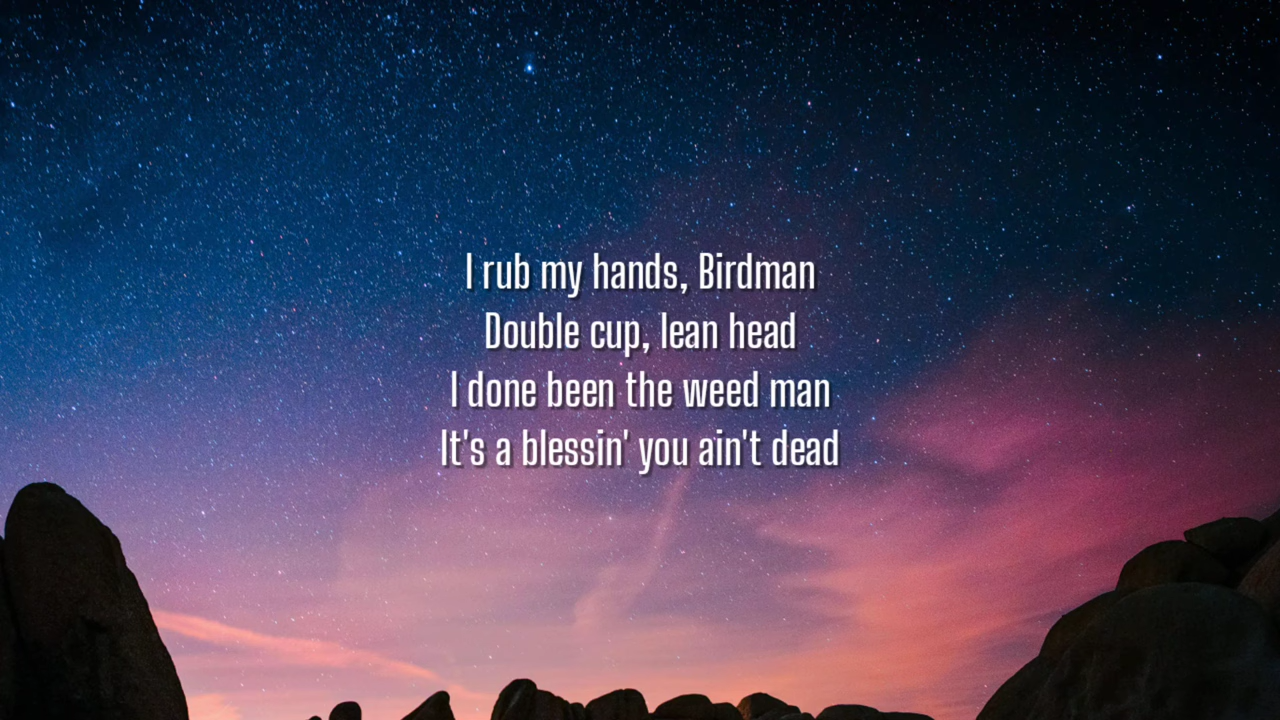 I rub my hands, Birdman
Double cup, lean head
I done been the weed man
It's a blessin' you ain't dead